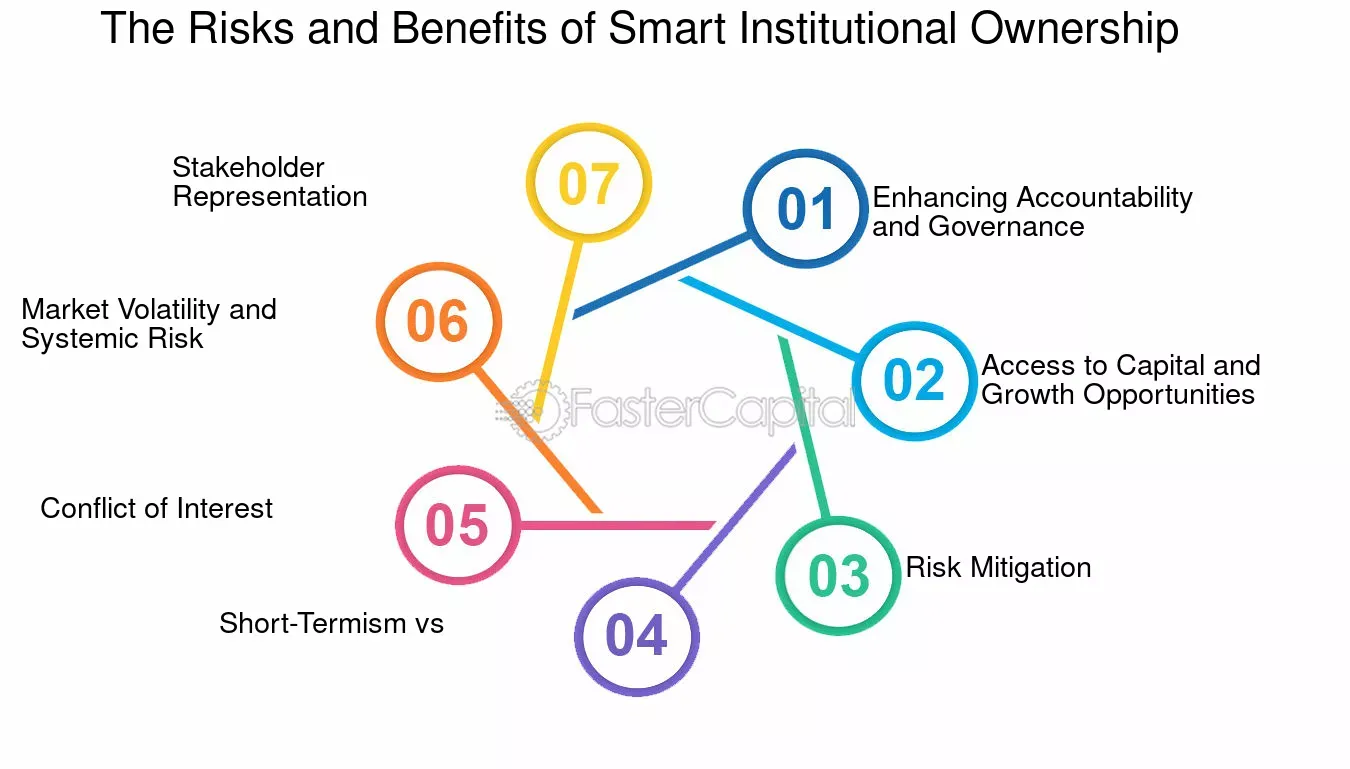 The Risks and Benefits of Smart Institutional Ownership
01
Enhancing Accountability
and Governance
02
Access to Capital and
Growth Opportunities
03
Risk Mitigation
04
Short-Termism vs
05
Conflict of Interest
06
Market Volatility and
Systemic Risk
07
Stakeholder
Representation
FasterCapital